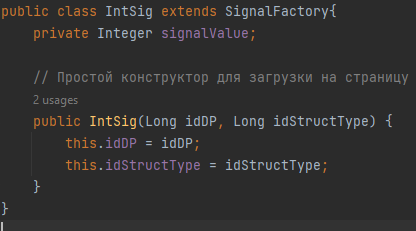 public class IntSig extends SignalFactory{
    private Integer signalValue;
    // Простой конструктор для загрузки на страницу
    2 usages
    public IntSig(Long idDP, Long idStructType) {
        this.idDP = idDP;
        this.idStructType = idStructType;
    }
}